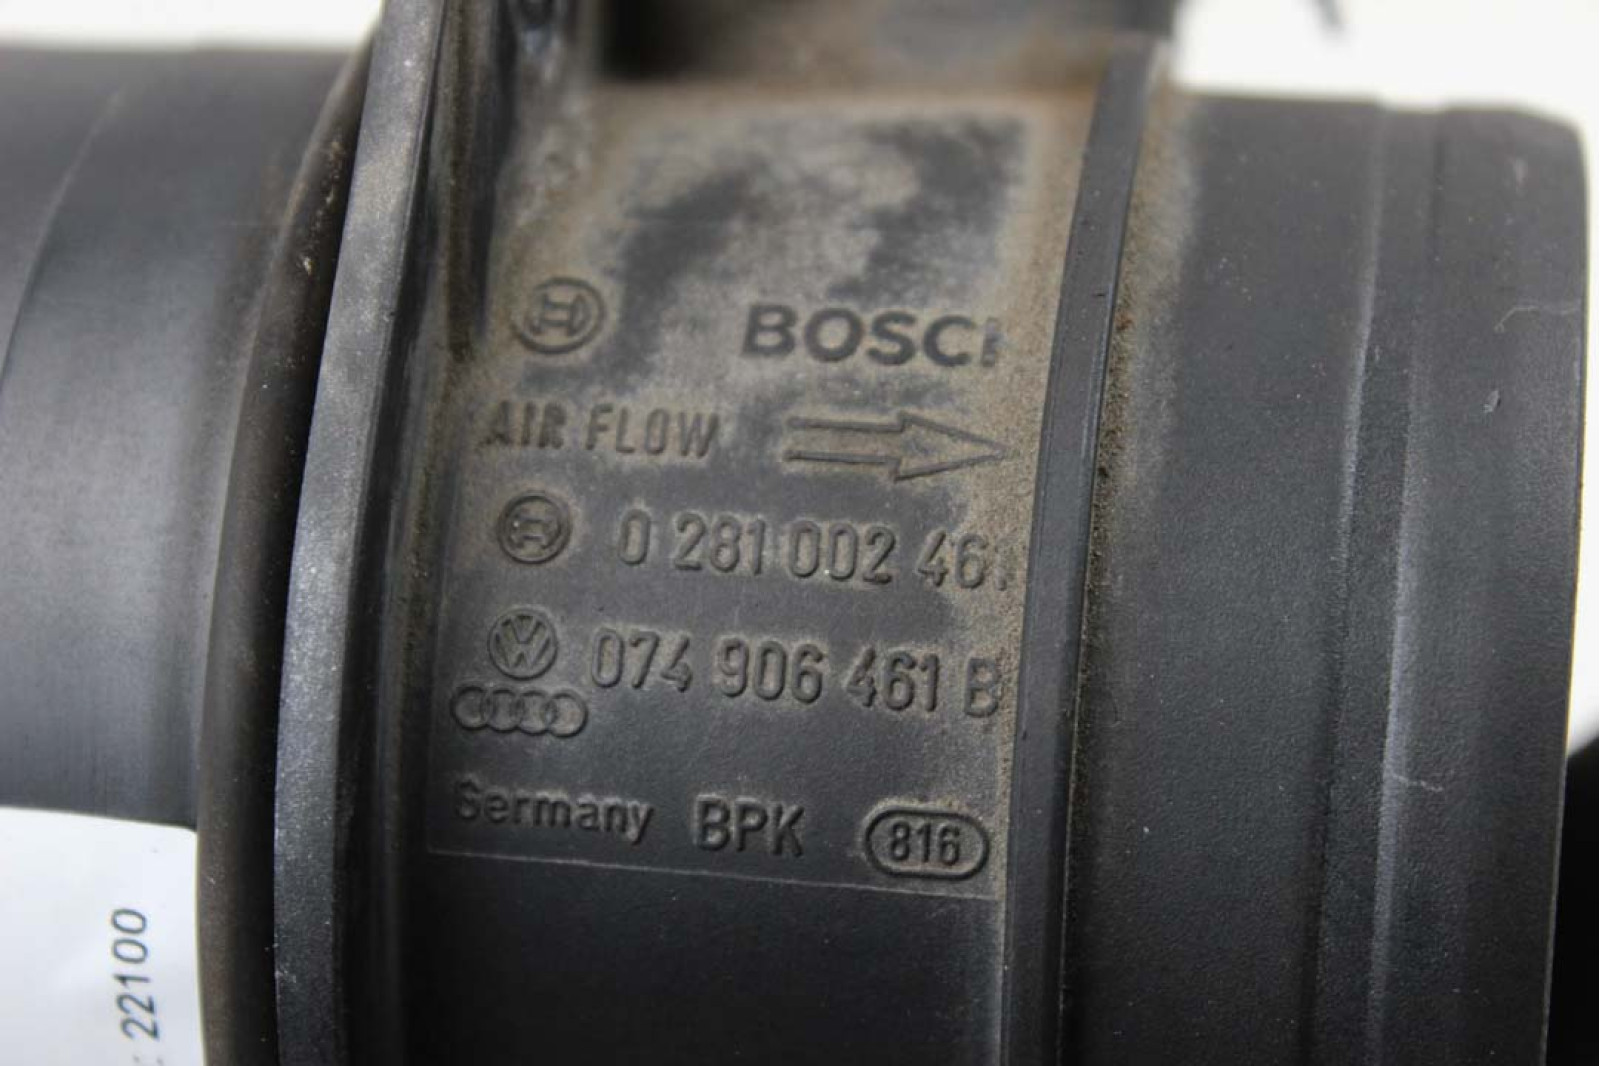 BOSCH
AIR FLOW
0 281 002 461
074 906 461 B
Germany BPK 816
: 22100